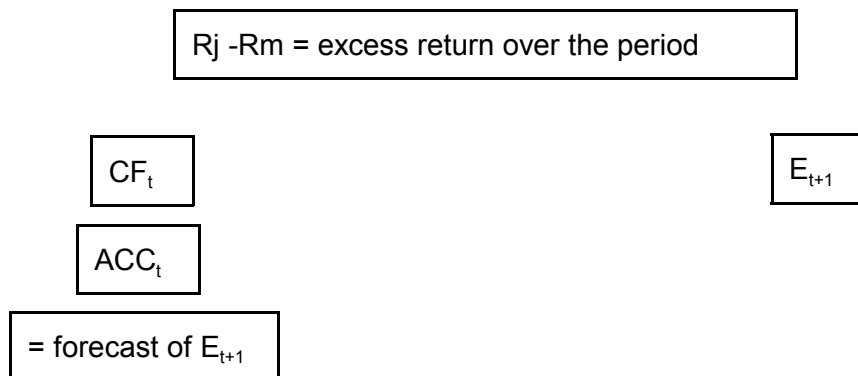 Rj -Rm = excess return over the period
CFₜ
Eₜ₊₁
ACCₜ
= forecast of Eₜ₊₁